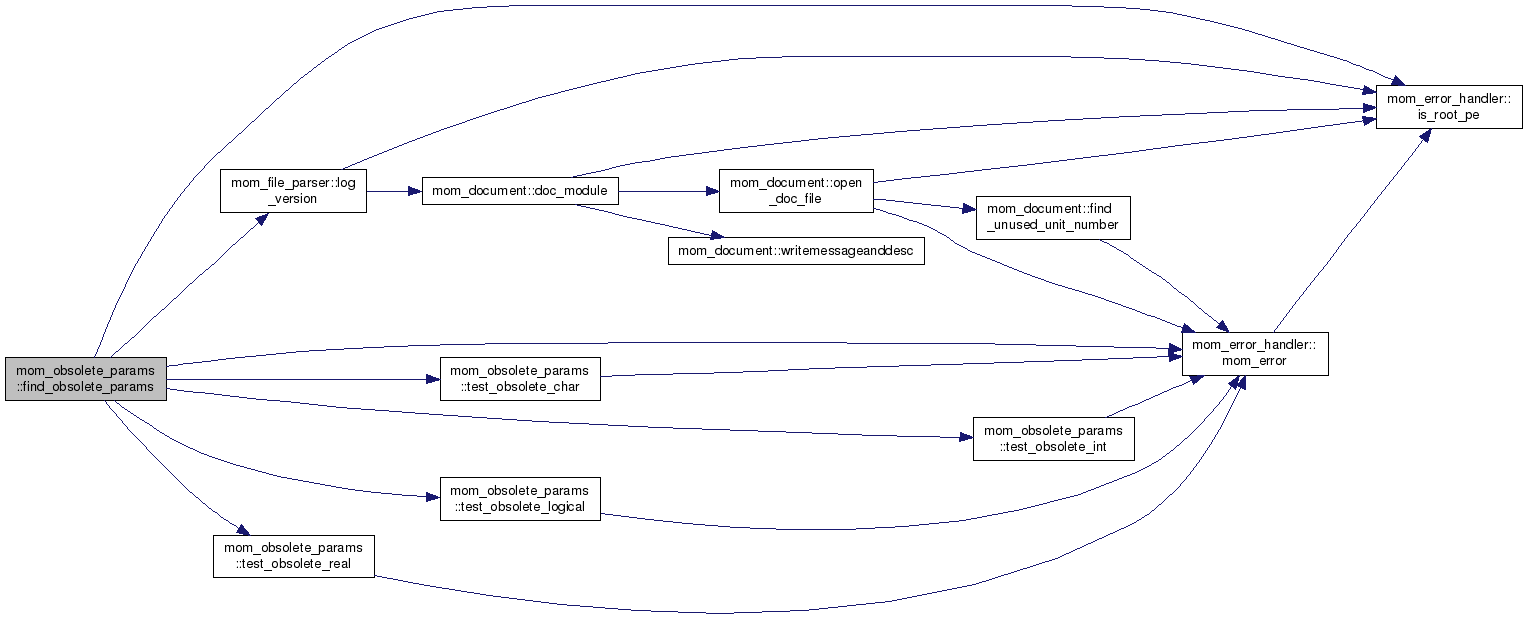 mom_error_handler::
is_root_pe
mom_file_parser::log
_version
mom_document::doc_module
mom_document::open
_doc_file
mom_document::find
_unused_unit_number
mom_document::writemessageanddesc
mom_error_handler::
mom_error
mom_obsolete_params
::find_obsolete_params
mom_obsolete_params
::test_obsolete_char
mom_obsolete_params
::test_obsolete_int
mom_obsolete_params
::test_obsolete_logical
mom_obsolete_params
::test_obsolete_real